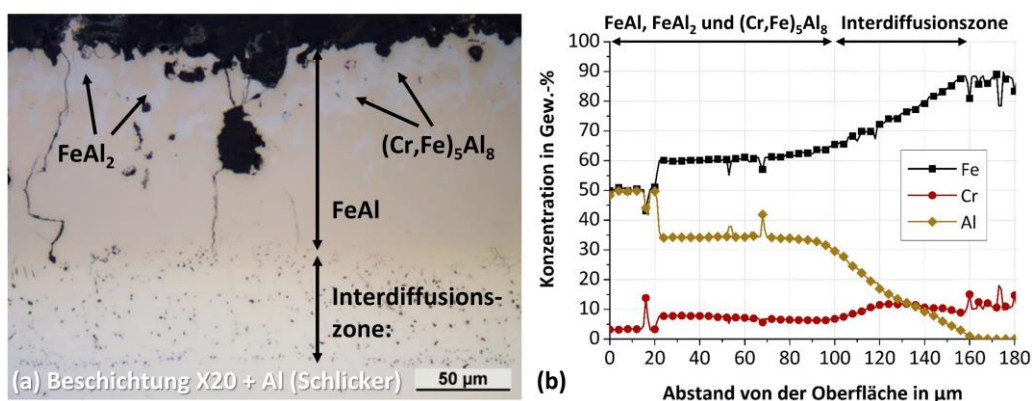 FeAl₂
(Cr,Fe)₅Al₈
FeAl
Interdiffusions-
zone:
(a) Beschichtung X20 + Al (Schlicker)
50 µm
FeAl, FeAl₂ und (Cr,Fe)₅Al₈
Interdiffusionszone
Konzentration in Gew.-%
100
90
80
70
60
50
40
30
20
10
0
Fe
Cr
Al
0 20 40 60 80 100 120 140 160 180
(b)
Abstand von der Oberfläche in µm